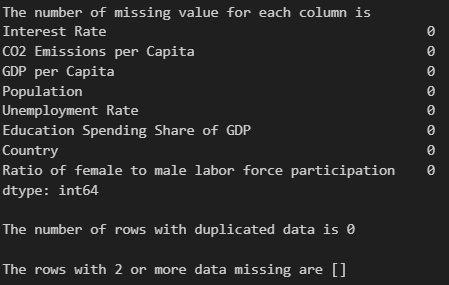 The number of missing value for each column is
Interest Rate 0
CO2 Emissions per Capita 0
GDP per Capita 0
Population 0
Unemployment Rate 0
Education Spending Share of GDP 0
Country 0
Ratio of female to male labor force participation 0
dtype: int64
The number of rows with duplicated data is 0
The rows with 2 or more data missing are []